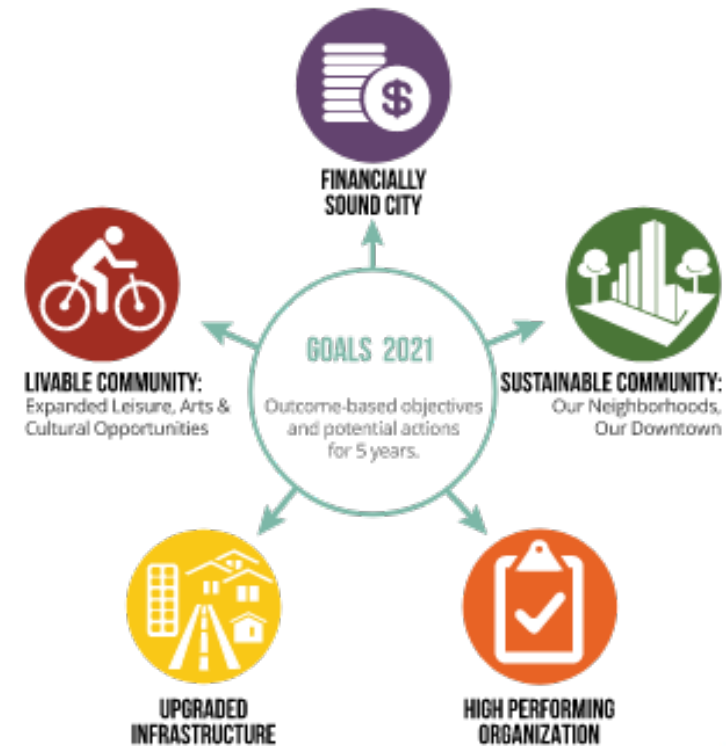 $
FINANCIALLY
SOUND CITY
LIVABLE COMMUNITY:
Expanded Leisure, Arts &
Cultural Opportunities
GOALS 2021
Outcome-based objectives
and potential actions
for 5 years.
SUSTAINABLE COMMUNITY:
Our Neighborhoods,
Our Downtown
UPGRADED
INFRASTRUCTURE
HIGH PERFORMING
ORGANIZATION